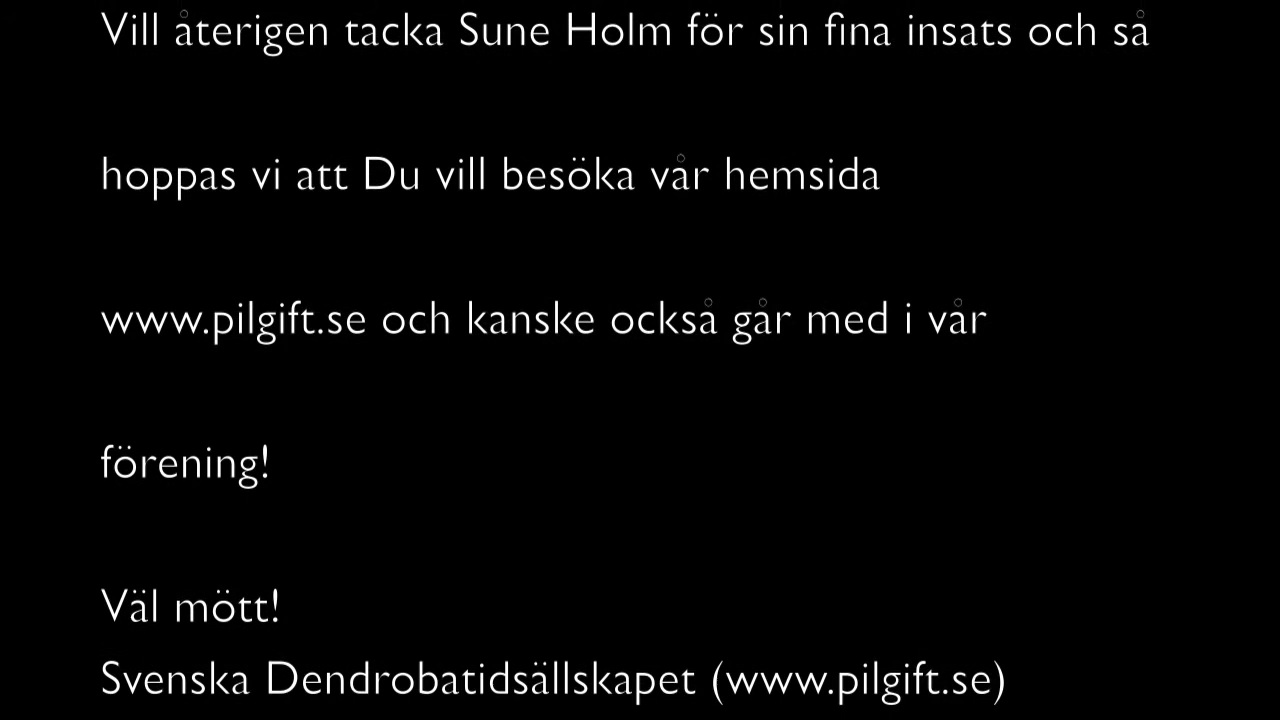 Vill återigen tacka Sune Holm för sin fina insats och så
hoppas vi att Du vill besöka vår hemsida
www.pilgift.se och kanske också går med i vår
förening!
Väl mött!
Svenska Dendrobatidsällskapet (www.pilgift.se)